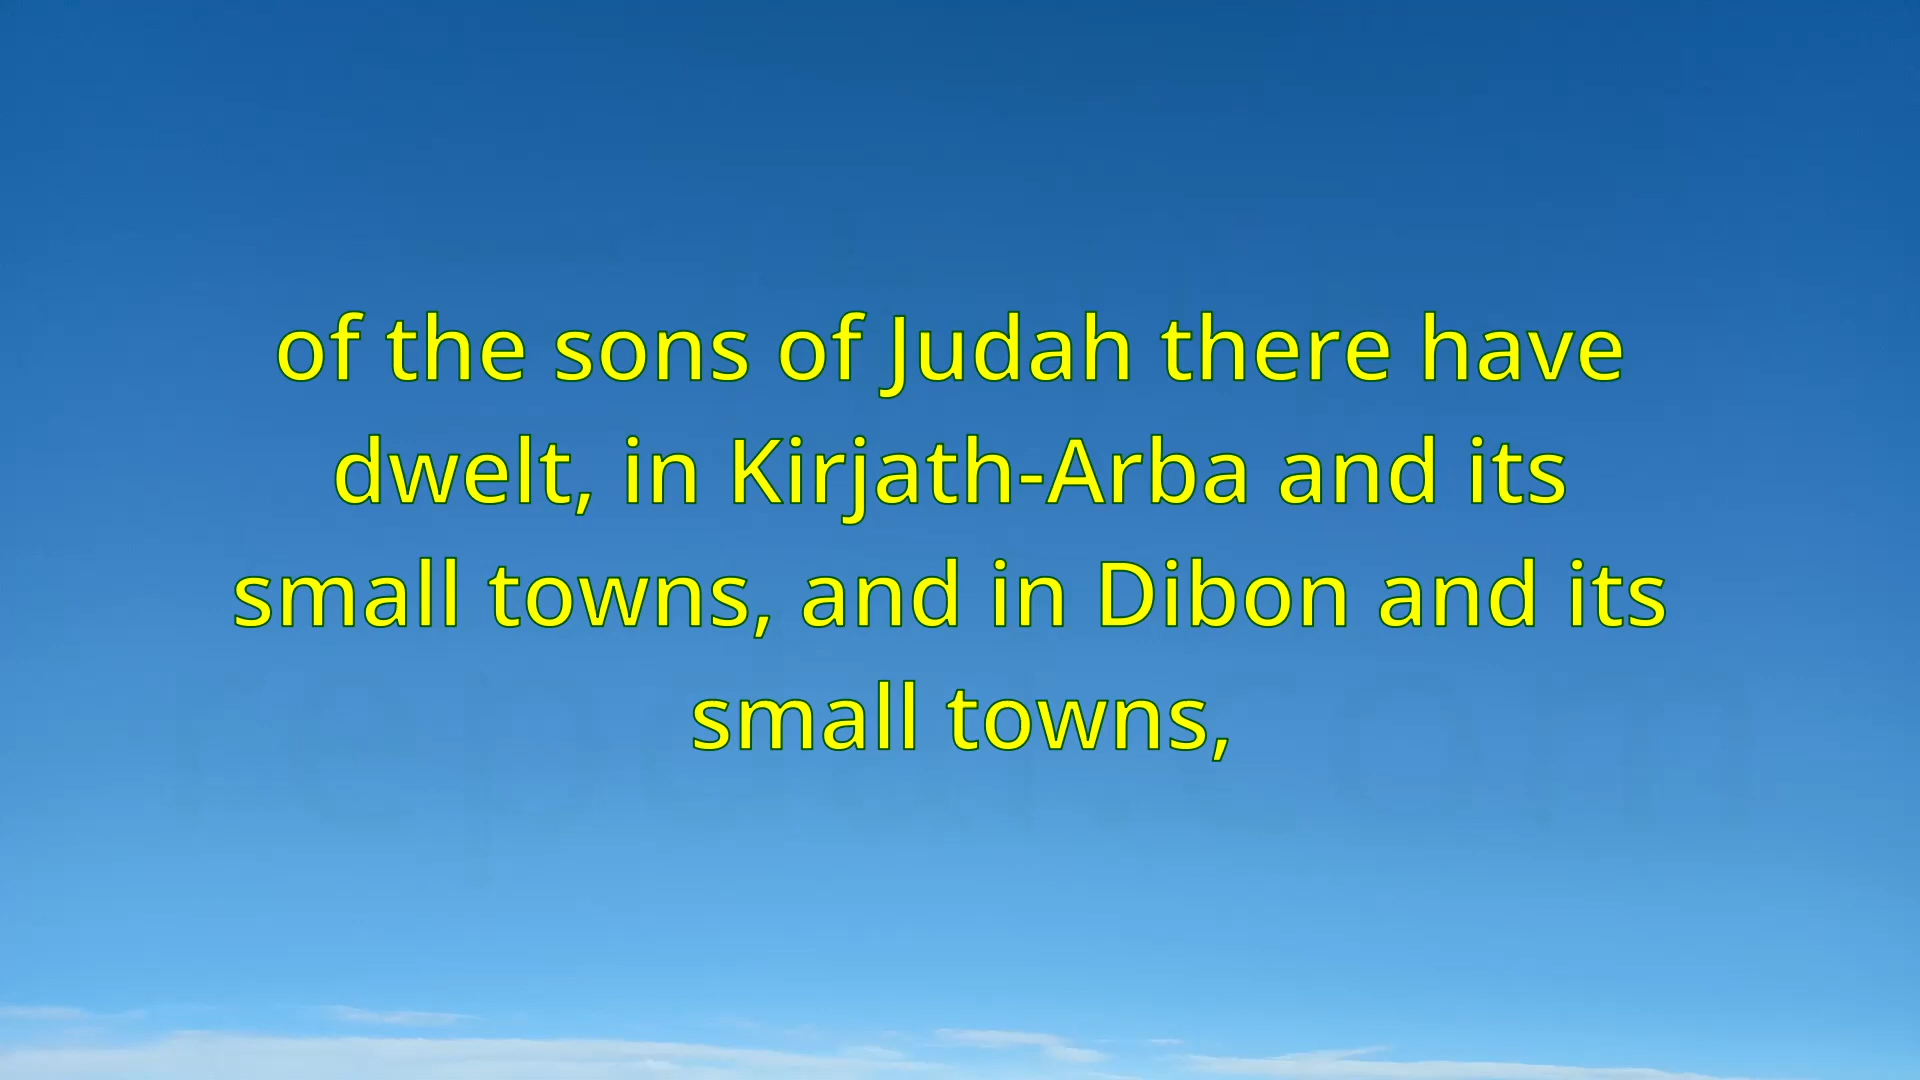 of the sons of Judah there have
dwelt, in Kirjath-Arba and its
small towns, and in Dibon and its
small towns,